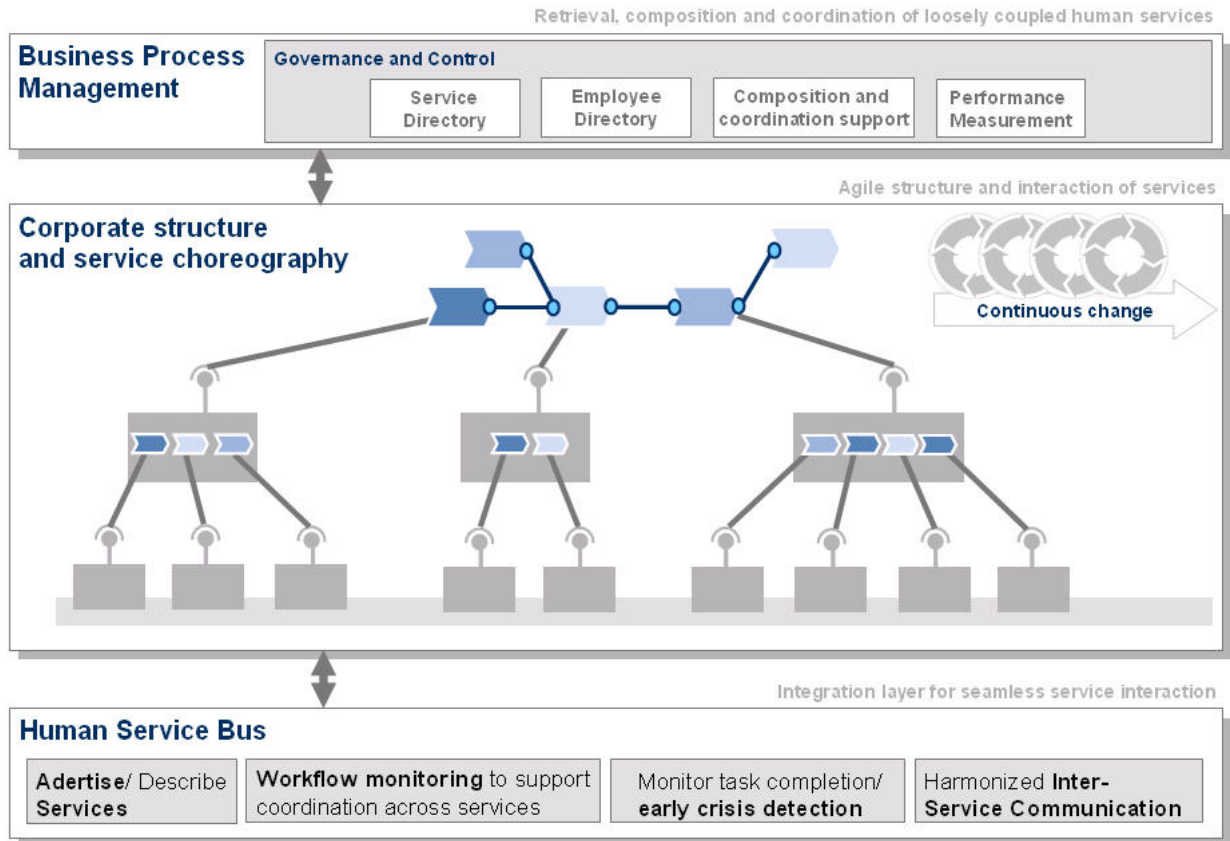 Retrieval, composition and coordination of loosely coupled human services
Business Process
Management
Governance and Control
Service
Directory
Employee
Directory
Composition and
coordination support
Performance
Measurement
Agile structure and interaction of services
Corporate structure
and service choreography
Continuous change
Integration layer for seamless service interaction
Human Service Bus
Adertise/ Describe
Services
Workflow monitoring to support
coordination across services
Monitor task completion/
early crisis detection
Harmonized Inter-
Service Communication